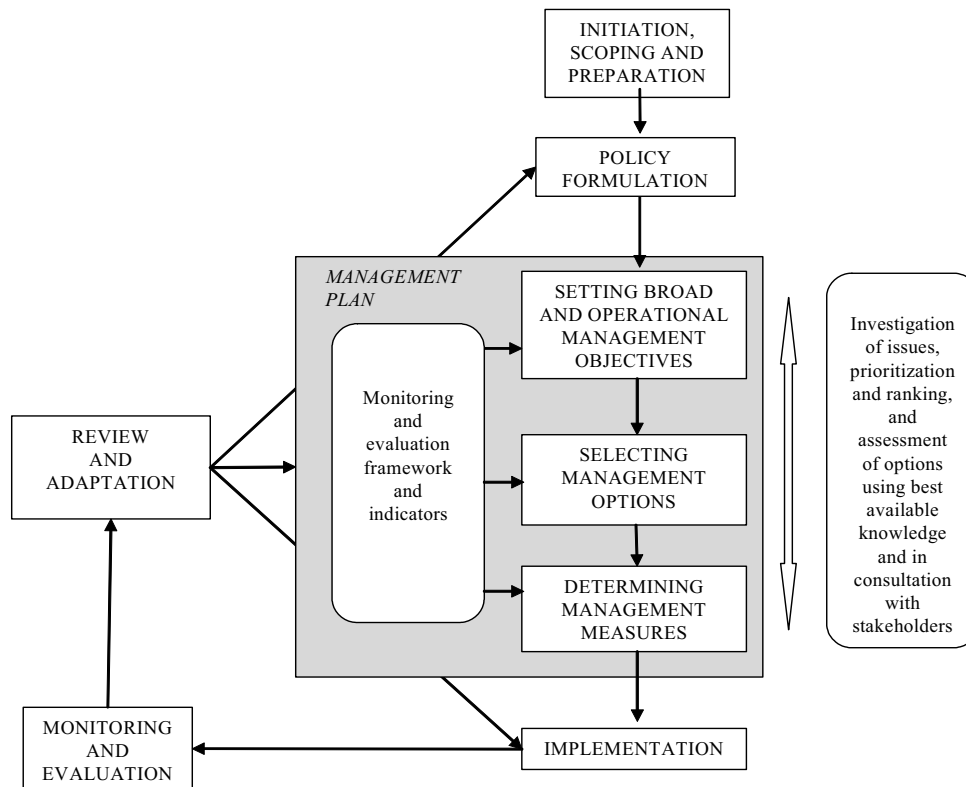 INITIATION,
SCOPING AND
PREPARATION
POLICY
FORMULATION
MANAGEMENT
PLAN
SETTING BROAD
AND OPERATIONAL
MANAGEMENT
OBJECTIVES
Monitoring
and
evaluation
framework
and
indicators
SELECTING
MANAGEMENT
OPTIONS
DETERMINING
MANAGEMENT
MEASURES
Investigation
of issues,
prioritization
and ranking,
and
assessment
of options
using best
available
knowledge
and in
consultation
with
stakeholders
REVIEW
AND
ADAPTATION
MONITORING
AND
EVALUATION
IMPLEMENTATION